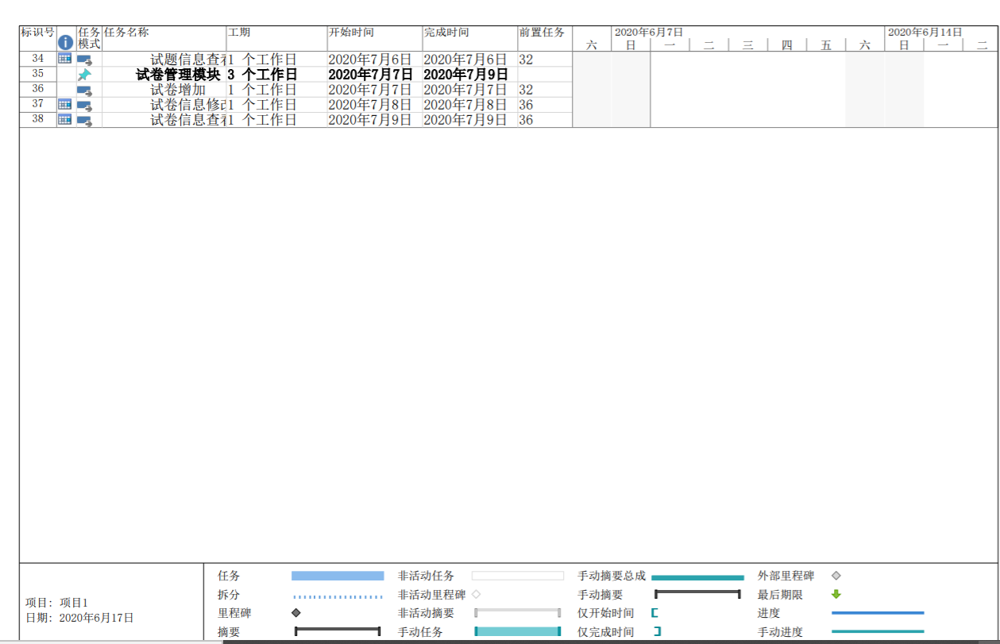 标识号 任务模式 任务名称 工期 开始时间 完成时间 前置任务 2020年6月7日 2020年6月14日
六 日 一 二 三 四 五 六 日 一 二
34 试题信息查 1 个工作日 2020年7月6日 2020年7月6日 32
35 试卷管理模块 3 个工作日 2020年7月7日 2020年7月9日
36 试卷增加 1 个工作日 2020年7月7日 2020年7月7日 32
37 试卷信息修 1 个工作日 2020年7月8日 2020年7月8日 36
38 试卷信息查 1 个工作日 2020年7月9日 2020年7月9日 36
项目: 项目1
日期: 2020年6月17日
任务 非活动任务 手动摘要总成 外部里程碑
拆分 非活动里程碑 手动摘要 最后期限
里程碑 非活动摘要 仅开始时间 进度
摘要 手动任务 仅完成时间 手动进度